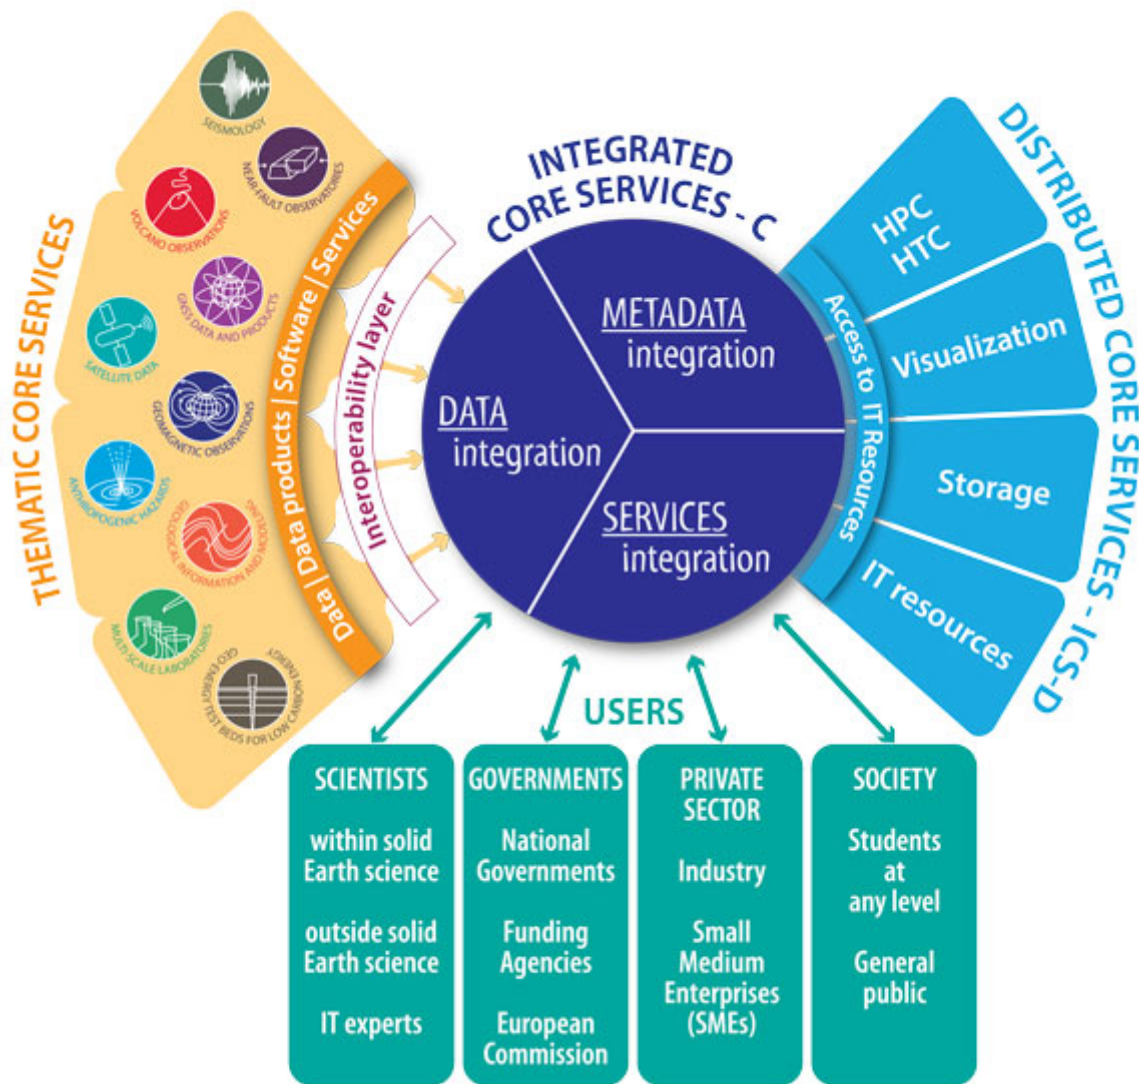 THEMATIC CORE SERVICES
SEISMOLOGY
NEAR-FAULT OBSERVATORIES
VOLCANO OBSERVATIONS
GNSS DATA AND PRODUCTS
SATELLITE DATA
GEOMAGNETIC OBSERVATIONS
ANTHROPOGENIC HAZARDS
GEOLOGICAL INFORMATION AND MODELING
MULTI-SCALE LABORATORIES
GEO-ENERGY TEST BEDS FOR LOW CARBON ENERGY
Data | Data products | Software | Services
Interoperability layer
INTEGRATED
CORE SERVICES - C
METADATA
integration
DATA
integration
SERVICES
integration
Access to IT Resources
HPC
HTC
Visualization
Storage
IT resources
DISTRIBUTED CORE SERVICES - ICS-D
USERS
SCIENTISTS
within solid
Earth science
outside solid
Earth science
IT experts
GOVERNMENTS
National
Governments
Funding
Agencies
European
Commission
PRIVATE
SECTOR
Industry
Small
Medium
Enterprises
(SMEs)
SOCIETY
Students
at
any level
General
public